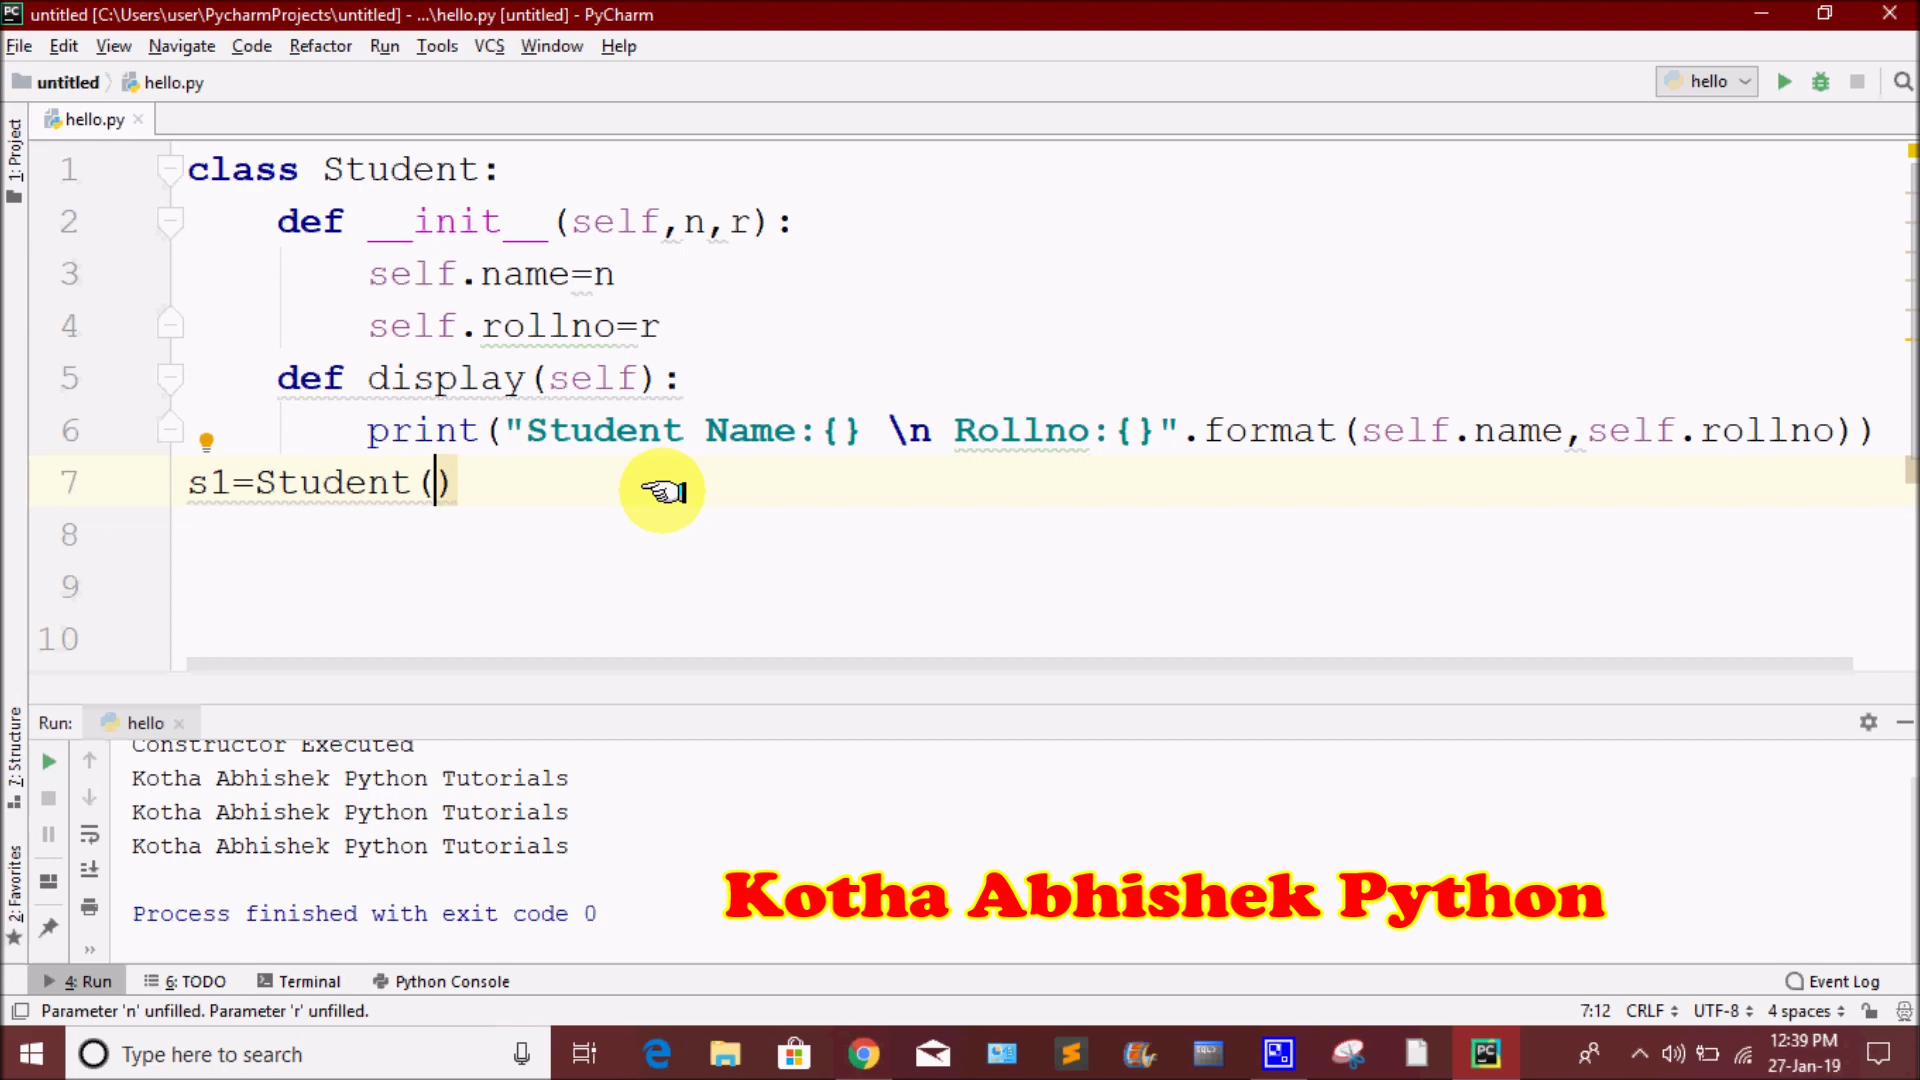 untitled [C:\Users\user\PycharmProjects\untitled] - ...\hello.py [untitled] - PyCharm
File Edit View Navigate Code Refactor Run Tools VCS Window Help
untitled hello.py hello
hello.py
1: Project
1 class Student:
2 def __init__(self,n,r):
3 self.name=n
4 self.rollno=r
5 def display(self):
6 print("Student Name:{} \n Rollno:{}".format(self.name,self.rollno))
7 s1=Student()
8
9
10
7: Structure
2: Favorites
Run: hello
Constructor Executed
Kotha Abhishek Python Tutorials
Kotha Abhishek Python Tutorials
Kotha Abhishek Python Tutorials
Process finished with exit code 0
Kotha Abhishek Python
4: Run 6: TODO Terminal Python Console Event Log
Parameter 'n' unfilled. Parameter 'r' unfilled. 7:12 CRLF UTF-8 4 spaces
Type here to search 12:39 PM
27-Jan-19